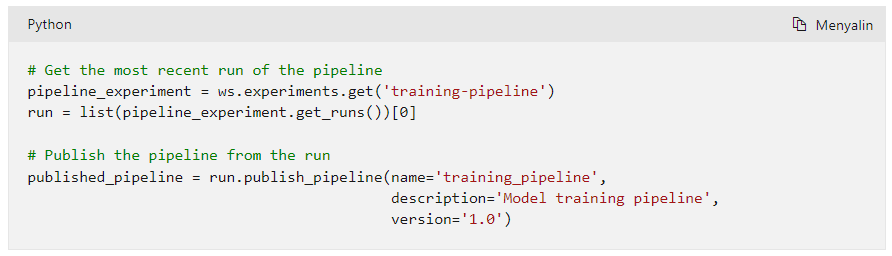 Python
Menyalin
# Get the most recent run of the pipeline
pipeline_experiment = ws.experiments.get('training-pipeline')
run = list(pipeline_experiment.get_runs())[0]
# Publish the pipeline from the run
published_pipeline = run.publish_pipeline(name='training_pipeline',
description='Model training pipeline',
version='1.0')